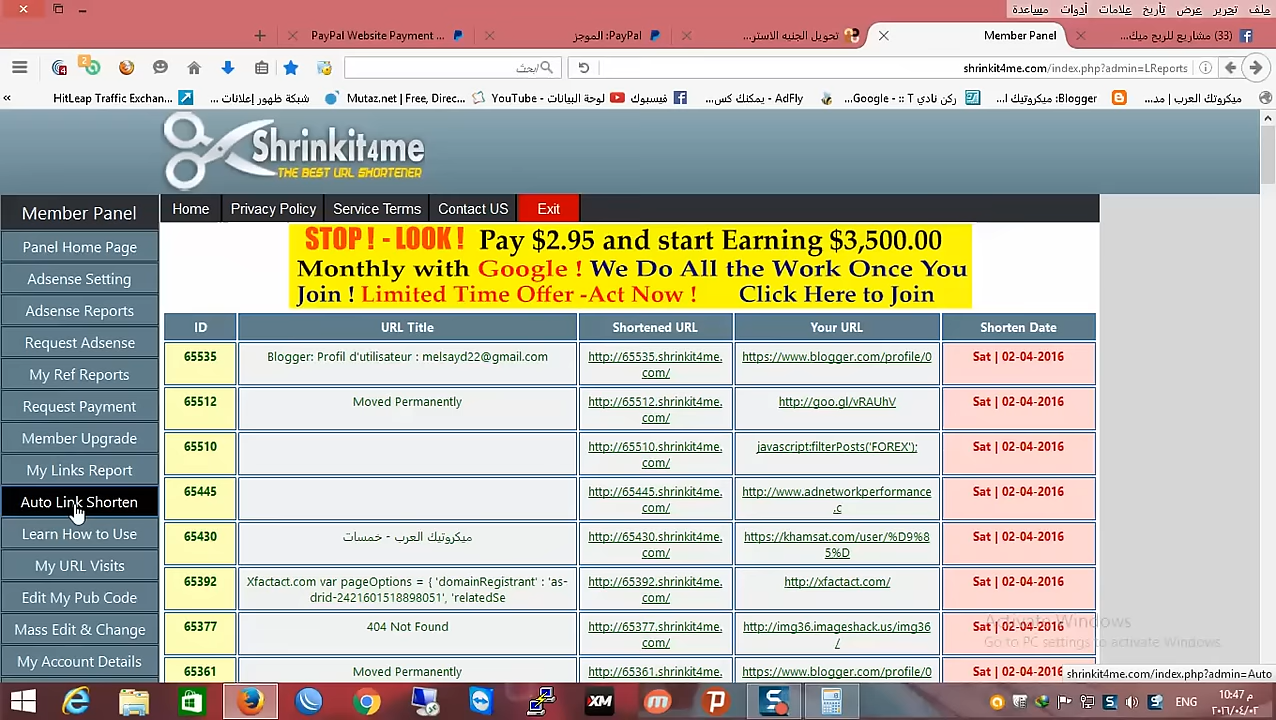 ملف تحرير عرض تأريخ علامات أدوات مساعدة
PayPal Website Payment ...
PayPal: الموجز
تحويل الجنيه الاستر...
Member Panel
(33) مشاريع للربح ميك...
ابحث
shrinkit4me.com/index.php?admin=LReports
HitLeap Traffic Exchan...
شبكة ظهور إعلانات ...
Mutaz.net | Free, Direc...
لوحة البيانات - YouTube
فيسبوك
AdFly - يمكنك كس...
ركن نادي Google - :: T...
Blogger: ميكروتيك ا...
ميكروتك العرب | مد...
Shrinkit4me
THE BEST URL SHORTENER
Member Panel
Home Privacy Policy Service Terms Contact US Exit
Panel Home Page
Adsense Setting
Adsense Reports
Request Adsense
My Ref Reports
Request Payment
Member Upgrade
My Links Report
Auto Link Shorten
Learn How to Use
My URL Visits
Edit My Pub Code
Mass Edit & Change
My Account Details
STOP ! - LOOK ! Pay $2.95 and start Earning $3,500.00
Monthly with Google ! We Do All the Work Once You
Join ! Limited Time Offer -Act Now ! Click Here to Join
ID URL Title Shortened URL Your URL Shorten Date
65535 Blogger: Profil d'utilisateur : melsayd22@gmail.com http://65535.shrinkit4me. https://www.blogger.com/profile/0 Sat | 02-04-2016
com/
65512 Moved Permanently http://65512.shrinkit4me. http://goo.gl/vRAUhV Sat | 02-04-2016
com/
65510 http://65510.shrinkit4me. javascript:filterPosts('FOREX'); Sat | 02-04-2016
com/
65445 http://65445.shrinkit4me. http://www.adnetworkperformance Sat | 02-04-2016
com/ .c
65430 ميكروتيك العرب - خمسات http://65430.shrinkit4me. https://khamsat.com/user/%D9%8 Sat | 02-04-2016
com/ 5%D
65392 Xfactact.com var pageOptions = { 'domainRegistrant' : 'as- http://65392.shrinkit4me. http://xfactact.com/ Sat | 02-04-2016
drid-2421601518898051', 'relatedSe com/
65377 404 Not Found http://65377.shrinkit4me. http://img36.imageshack.us/img36 Sat | 02-04-2016
com/ /
65361 Moved Permanently http://65361.shrinkit4me. https://www.blogger.com/profile/0 Sat | 02-04-2016
Activate Windows
Go to PC settings to activate Windows.
shrinkit4me.com/index.php?admin=Auto
XM
ENG
10:47 م
٢٠١٦/٠٤/٠٢